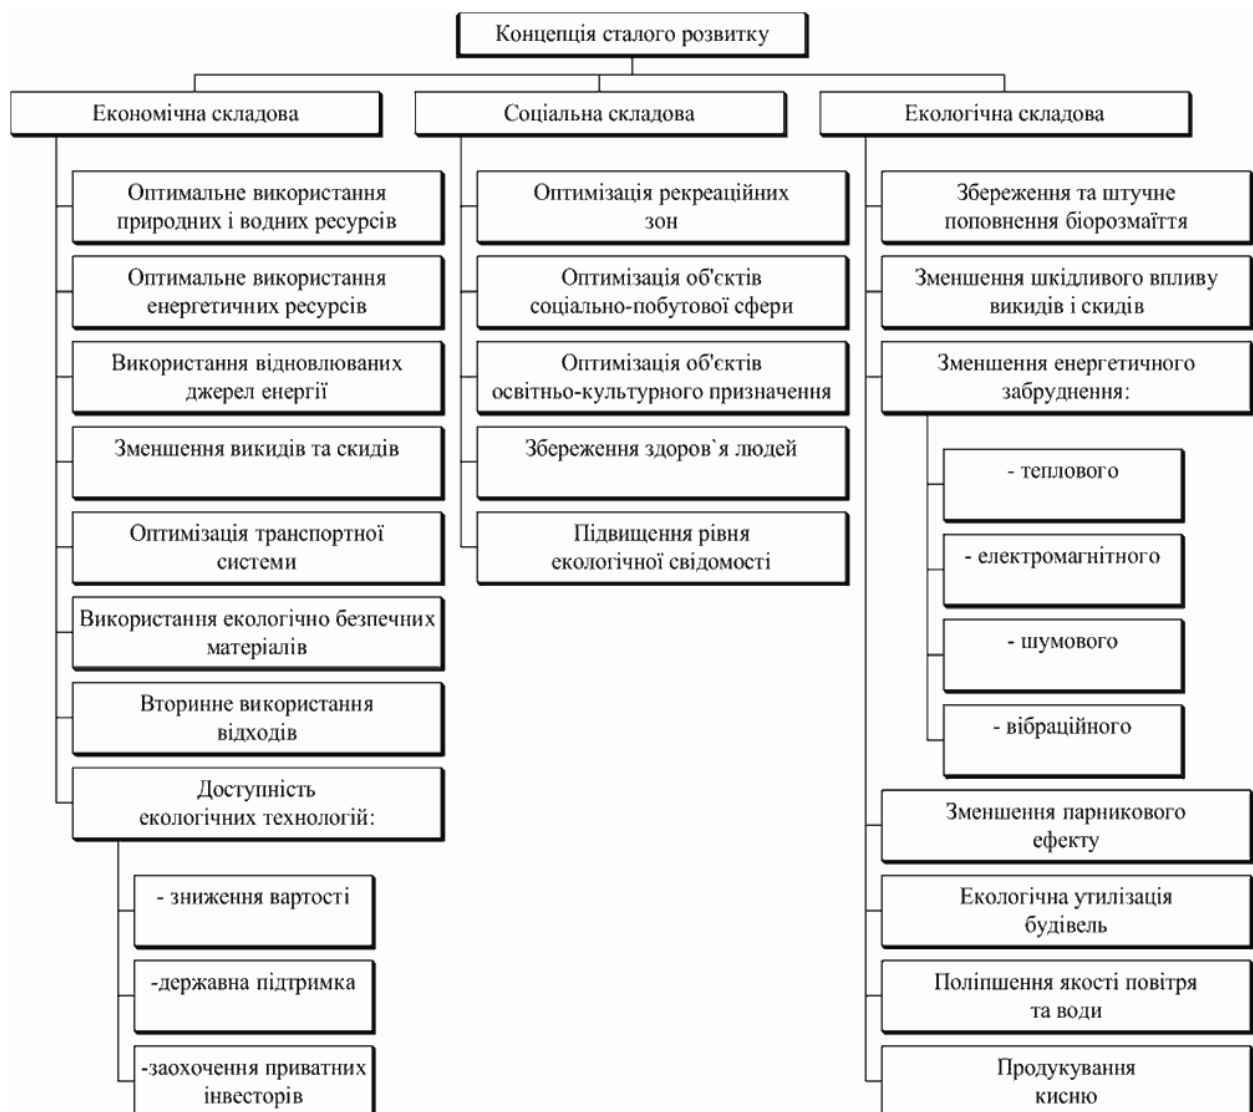 Концепція сталого розвитку
Економічна складова
Оптимальне використання
природних і водних ресурсів
Оптимальне використання
енергетичних ресурсів
Використання відновлюваних
джерел енергії
Зменшення викидів та скидів
Оптимізація транспортної
системи
Використання екологічно безпечних
матеріалів
Вторинне використання
відходів
Доступність
екологічних технологій:
- зниження вартості
-державна підтримка
-заохочення приватних
інвесторів
Соціальна складова
Оптимізація рекреаційних
зон
Оптимізація об'єктів
соціально-побутової сфери
Оптимізація об'єктів
освітньо-культурного призначення
Збереження здоров`я людей
Підвищення рівня
екологічної свідомості
Екологічна складова
Збереження та штучне
поповнення біорозмаїття
Зменшення шкідливого впливу
викидів і скидів
Зменшення енергетичного
забруднення:
- теплового
- електромагнітного
- шумового
- вібраційного
Зменшення парникового
ефекту
Екологічна утилізація
будівель
Поліпшення якості повітря
та води
Продукування
кисню